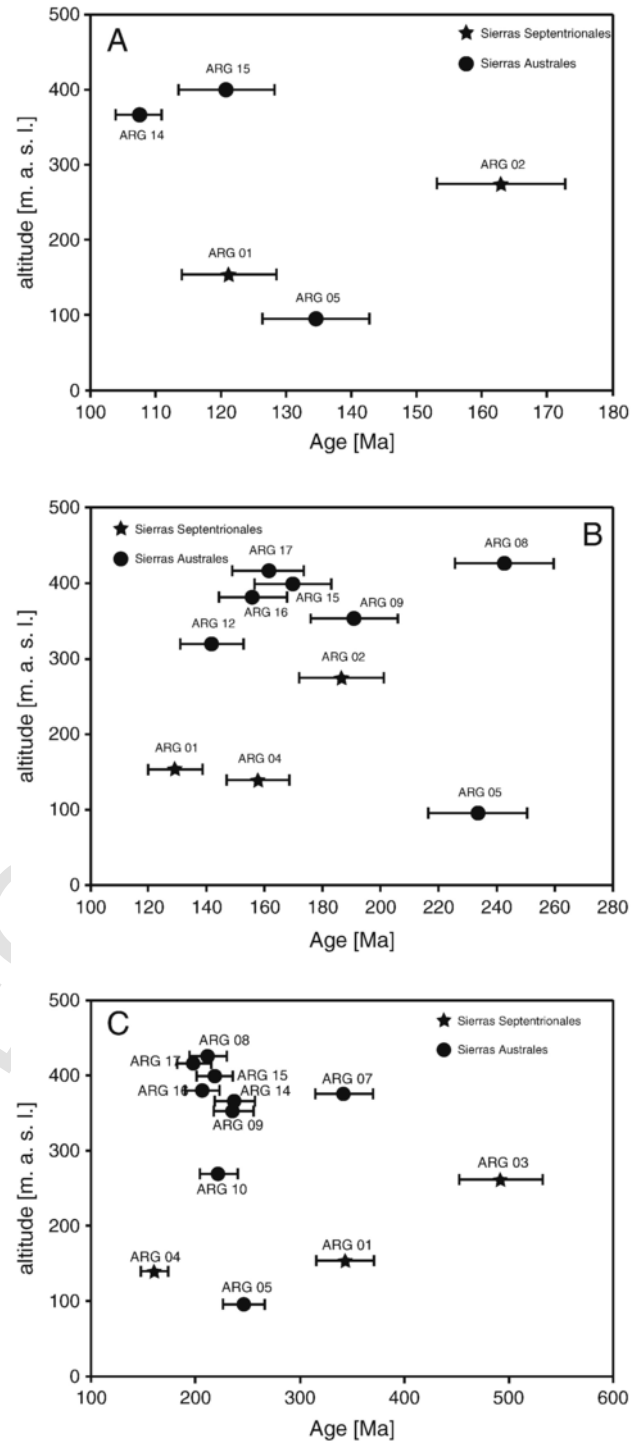 A
★ Sierras Septentrionales
● Sierras Australes
ARG 15
ARG 14
ARG 02
ARG 01
ARG 05
altitude [m. a. s. l.]
500
400
300
200
100
0
100 110 120 130 140 150 160 170 180
Age [Ma]
B
★ Sierras Septentrionales
● Sierras Australes
ARG 17
ARG 08
ARG 15
ARG 16
ARG 09
ARG 12
ARG 02
ARG 01
ARG 04
ARG 05
altitude [m. a. s. l.]
500
400
300
200
100
0
100 120 140 160 180 200 220 240 260 280
Age [Ma]
C
★ Sierras Septentrionales
● Sierras Australes
ARG 08
ARG 17
ARG 15
ARG 07
ARG 16
ARG 14
ARG 09
ARG 03
ARG 10
ARG 04
ARG 01
ARG 05
altitude [m. a. s. l.]
500
400
300
200
100
0
100 200 300 400 500 600
Age [Ma]